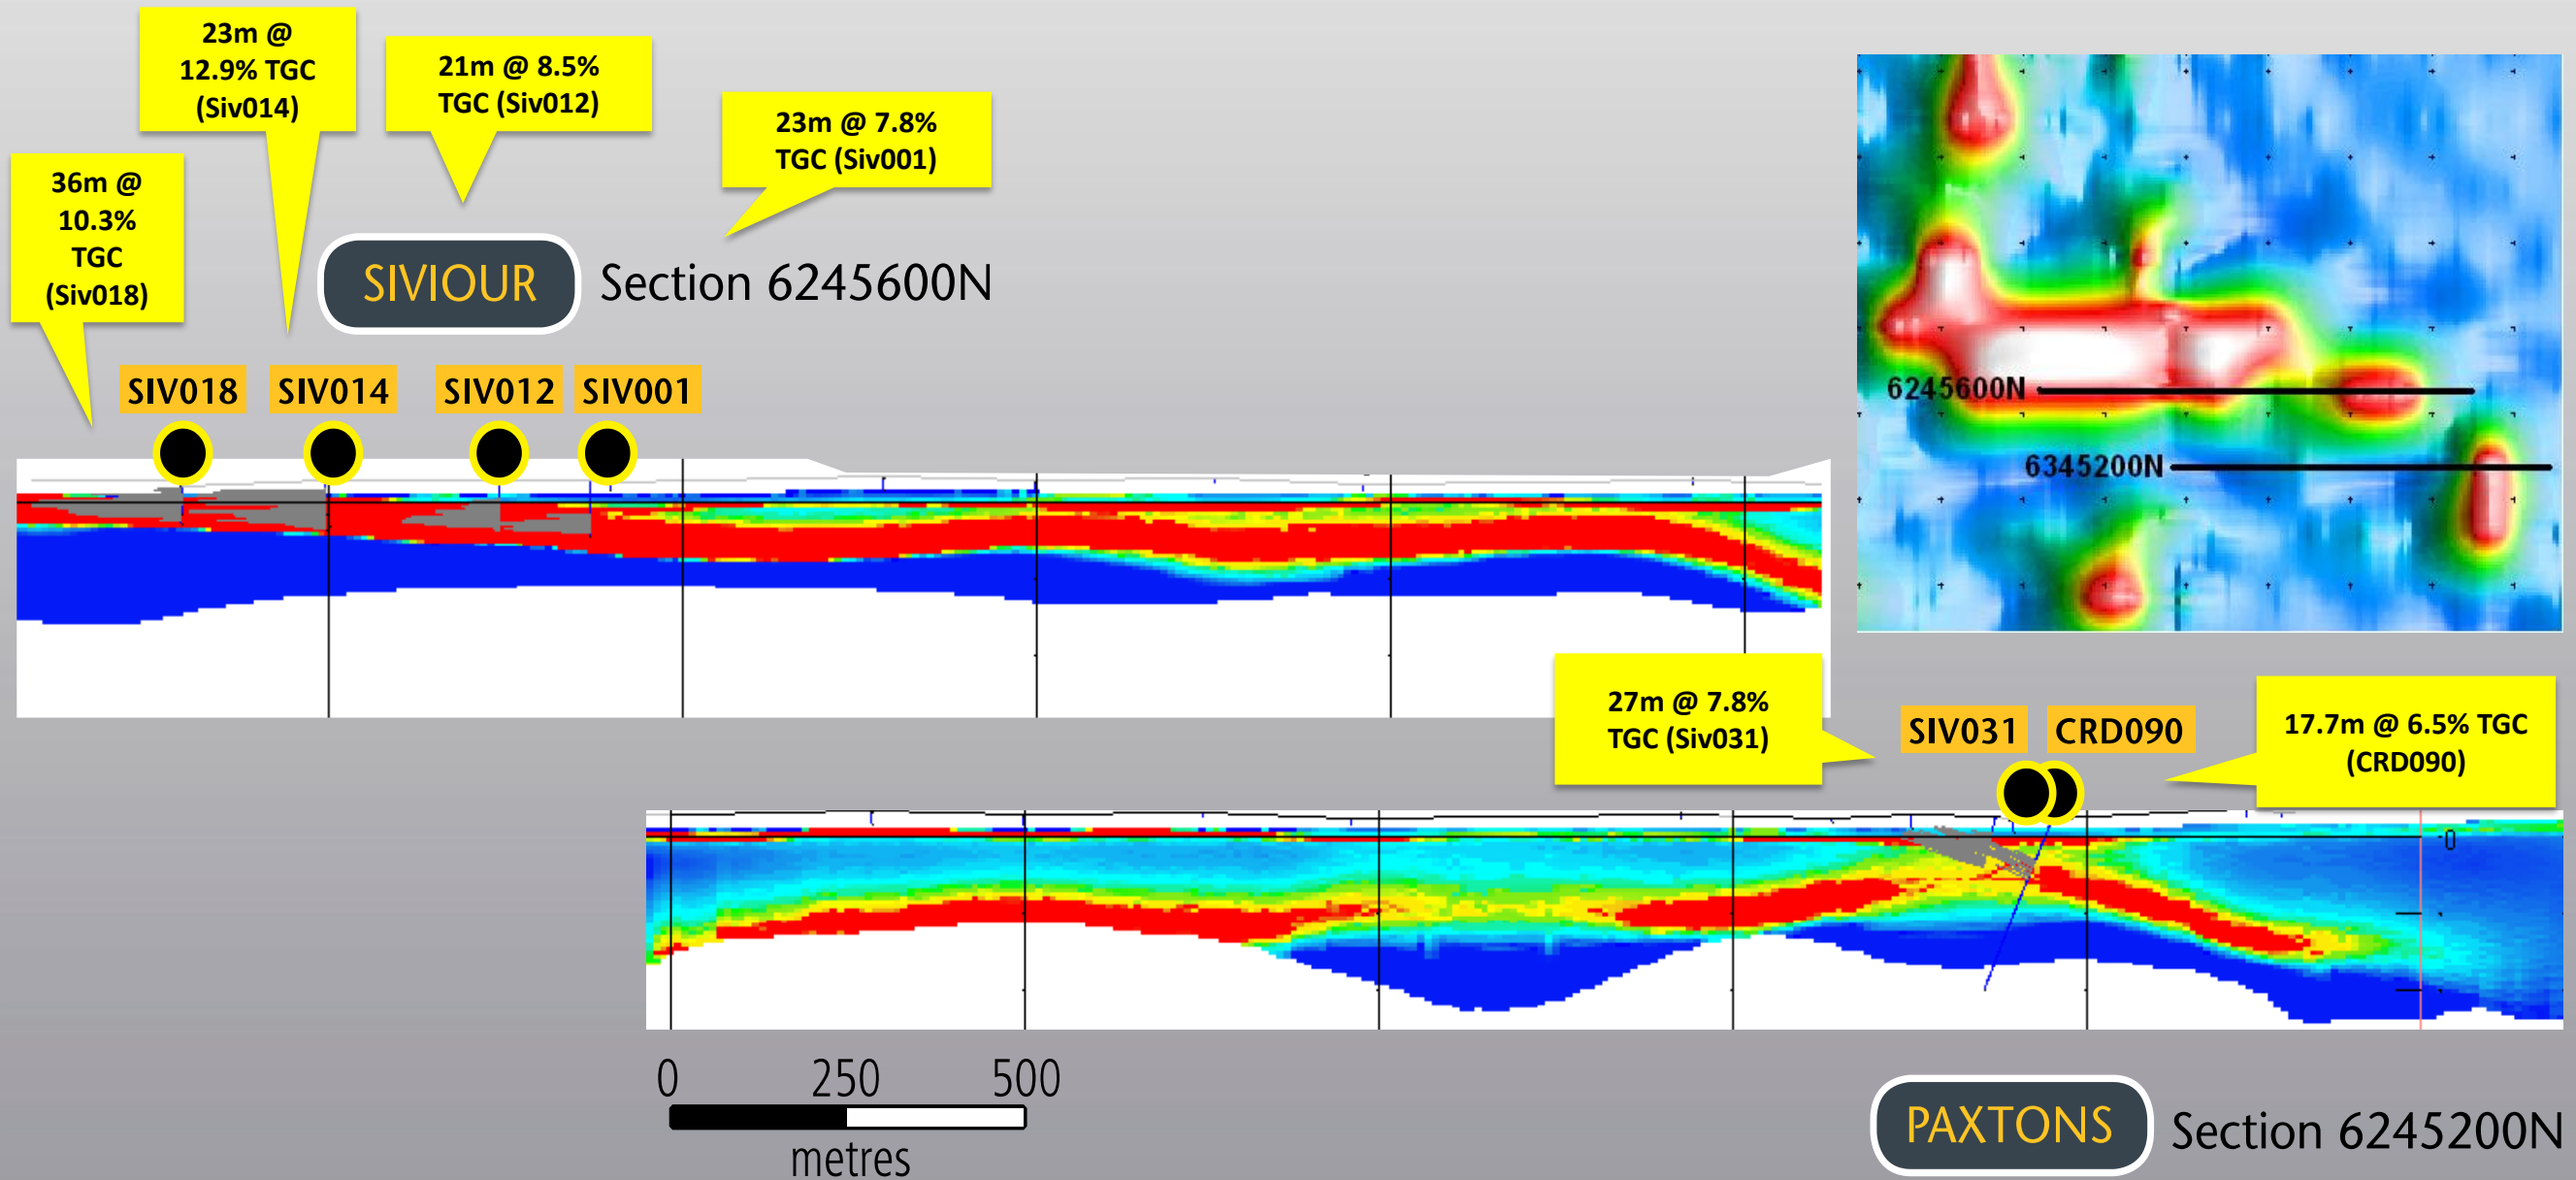 23m @
12.9% TGC
(Siv014)
21m @ 8.5%
TGC (Siv012)
23m @ 7.8%
TGC (Siv001)
36m @
10.3%
TGC
(Siv018)
SIVIOUR
Section 6245600N
SIV018
SIV014
SIV012
SIV001
6245600N
6345200N
27m @ 7.8%
TGC (Siv031)
SIV031
CRD090
17.7m @ 6.5% TGC
(CRD090)
0
0 250 500
metres
PAXTONS
Section 6245200N